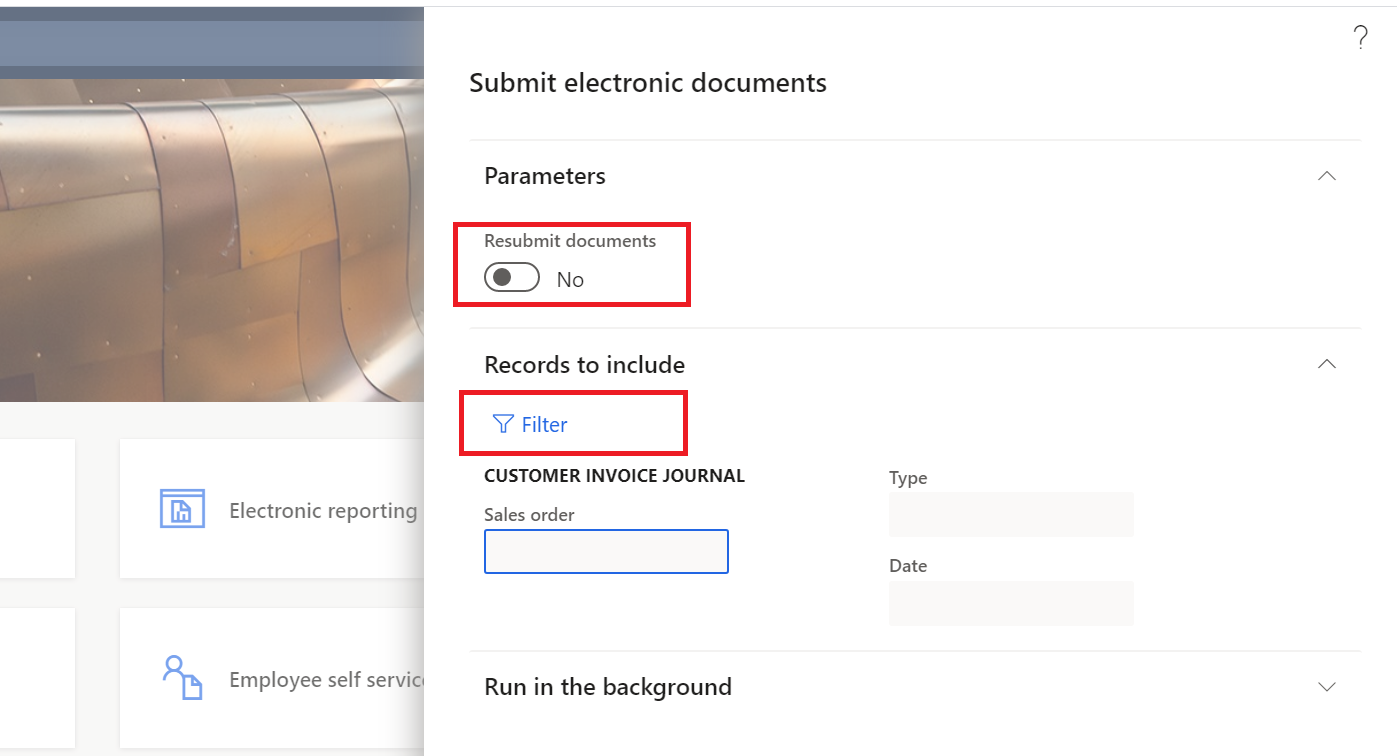 ?
Submit electronic documents
Parameters
Resubmit documents
No
Records to include
Filter
CUSTOMER INVOICE JOURNAL
Sales order
Type
Date
Run in the background
Electronic reporting
Employee self servic